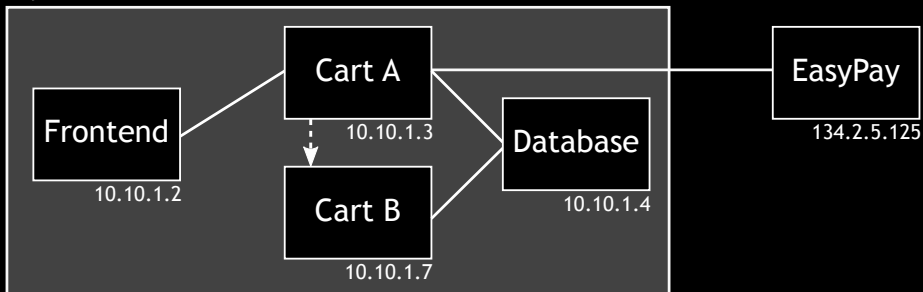 Cart A
10.10.1.3
EasyPay
134.2.5.125
Frontend
10.10.1.2
Database
10.10.1.4
Cart B
10.10.1.7